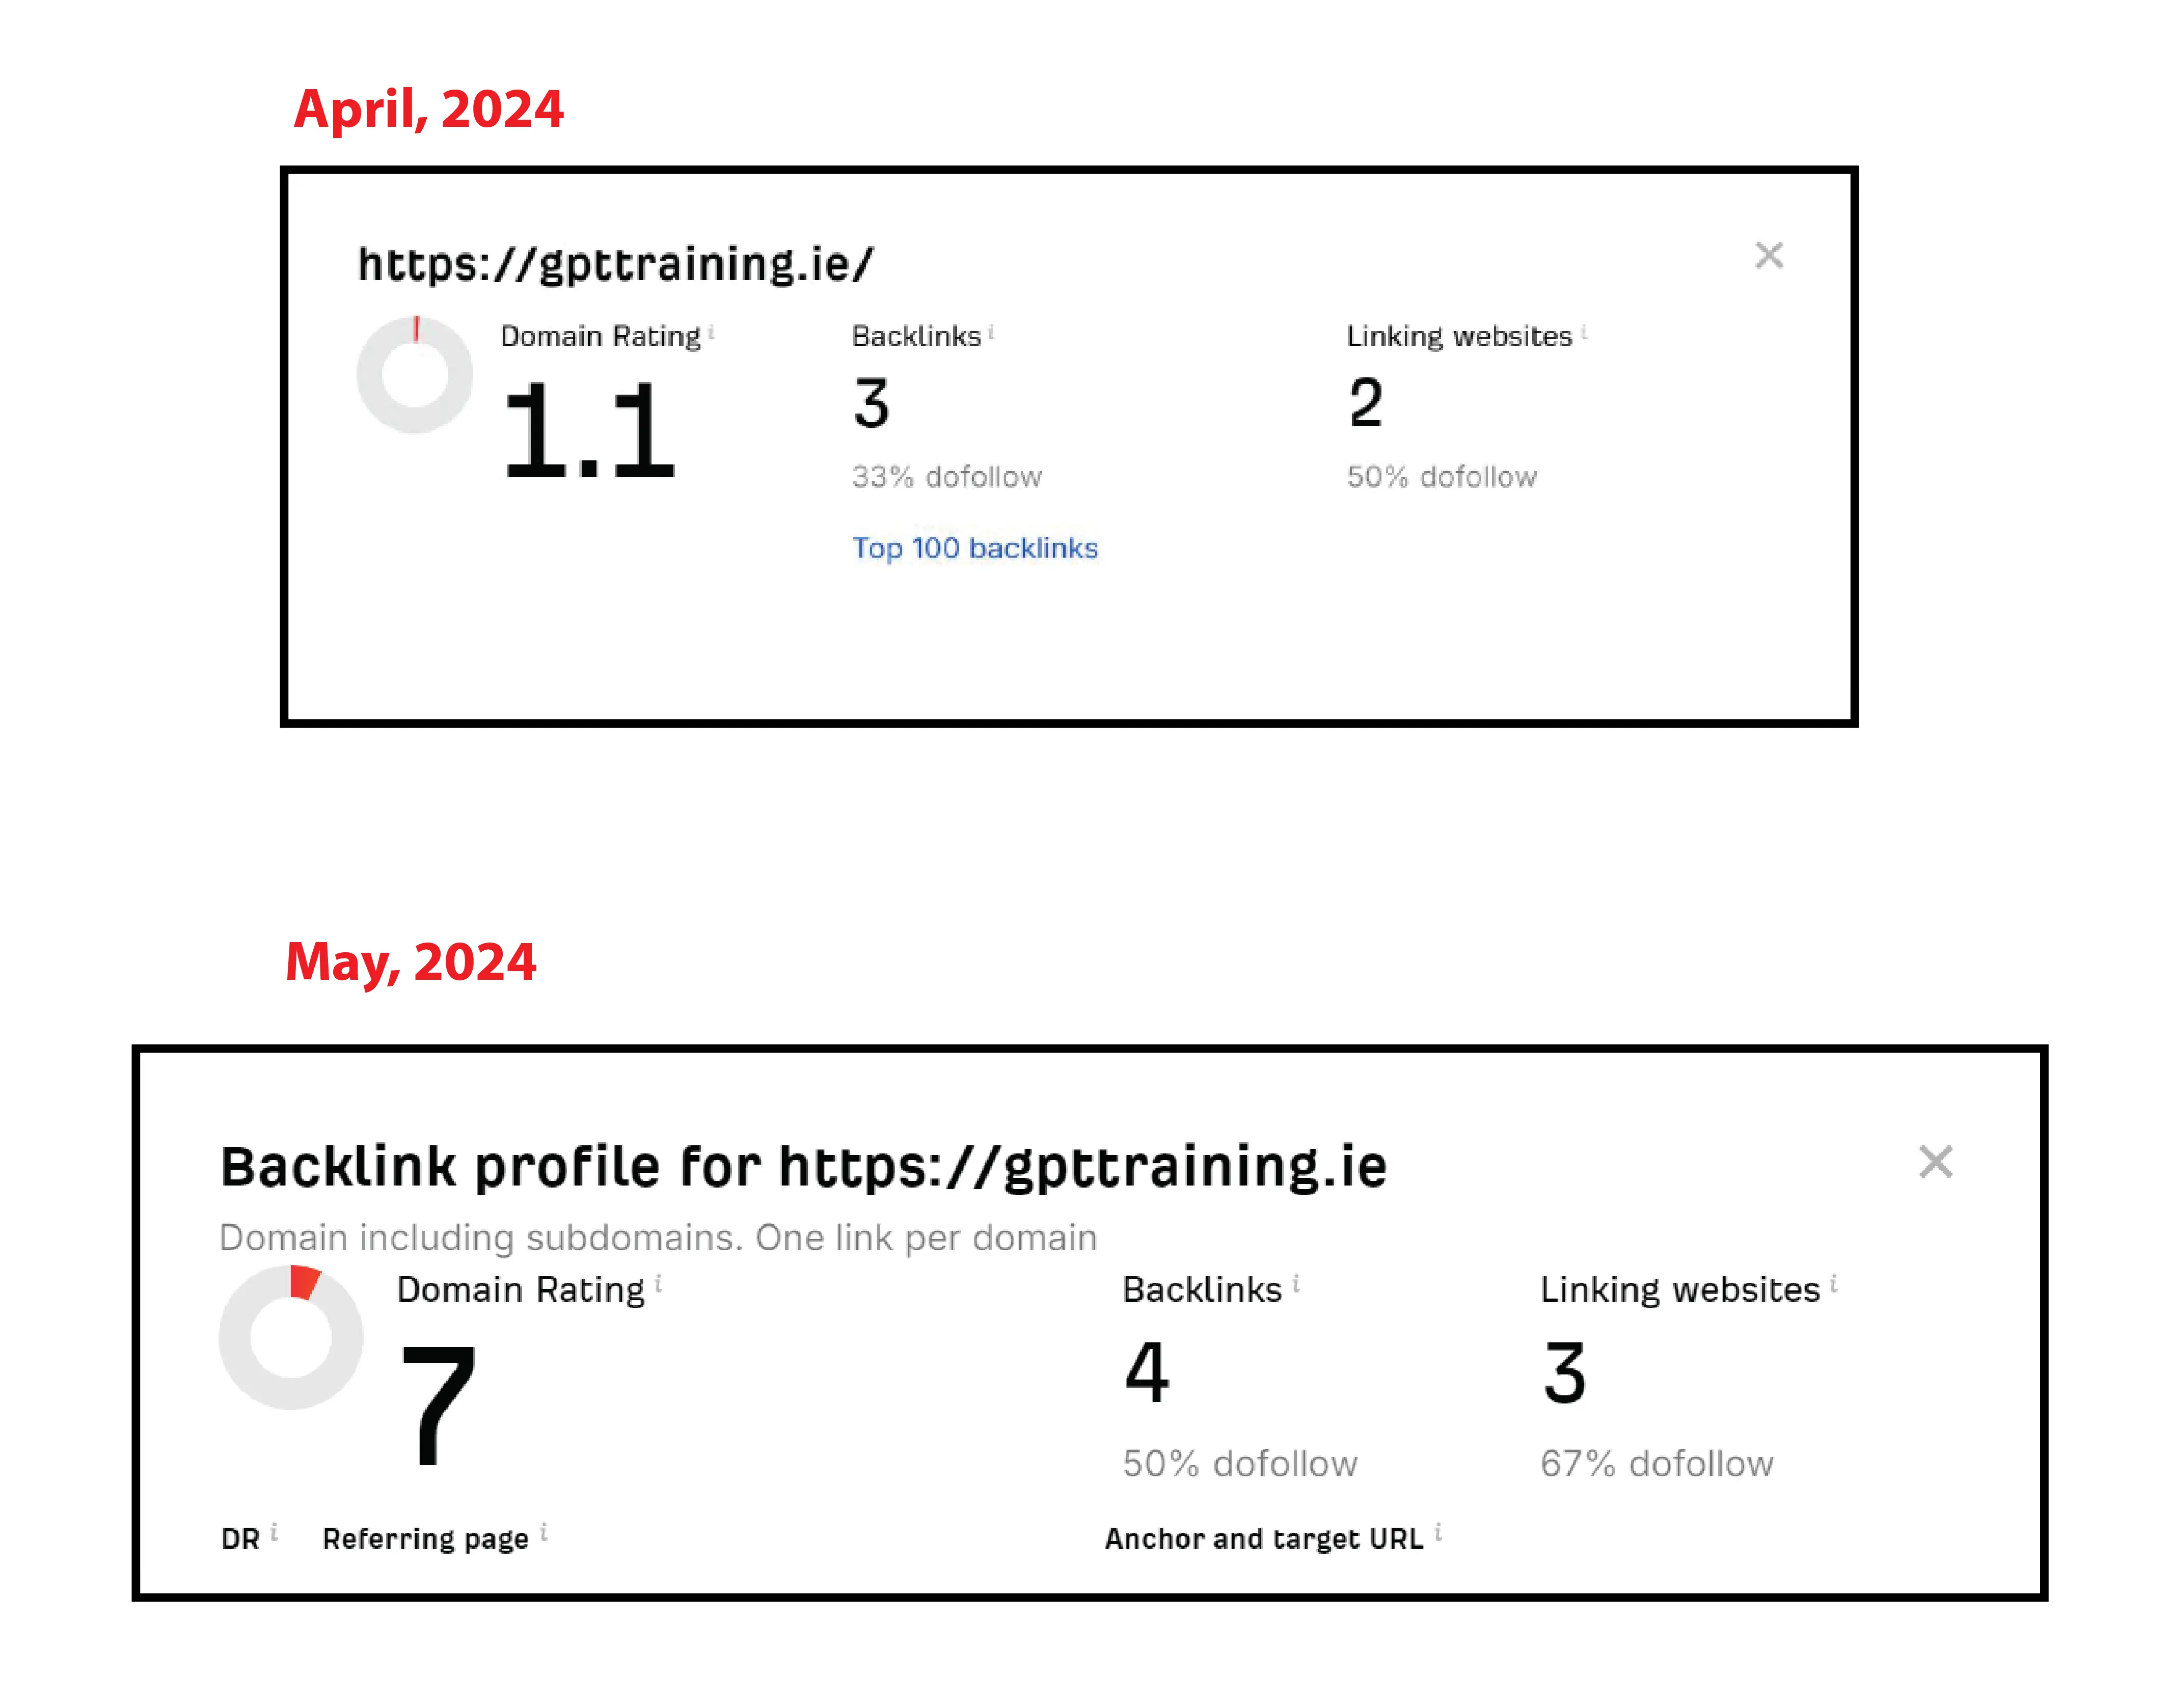 April, 2024
https://gpttraining.ie/
Domain Rating i Backlinks i Linking websites i
1.1 3 2
33% dofollow 50% dofollow
Top 100 backlinks
May, 2024
Backlink profile for https://gpttraining.ie
Domain including subdomains. One link per domain
Domain Rating i Backlinks i Linking websites i
7 4 3
50% dofollow 67% dofollow
DR i Referring page i Anchor and target URL i